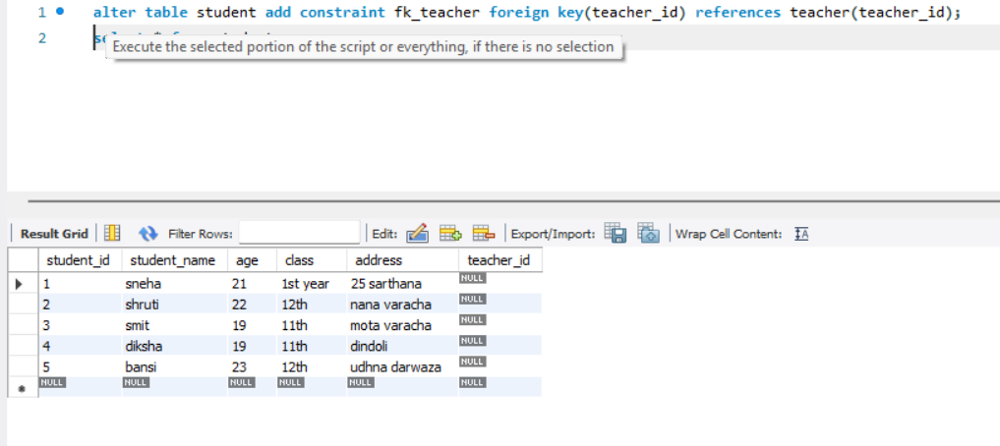 1 alter table student add constraint fk_teacher foreign key(teacher_id) references teacher(teacher_id);
2
Execute the selected portion of the script or everything, if there is no selection
Result Grid Filter Rows: Edit: Export/Import: Wrap Cell Content: IA
student_id student_name age class address teacher_id
1 sneha 21 1st year 25 sarthana NULL
2 shruti 22 12th nana varacha NULL
3 smit 19 11th mota varacha NULL
4 diksha 19 11th dindoli NULL
5 bansi 23 12th udhna darwaza NULL
NULL NULL NULL NULL NULL NULL